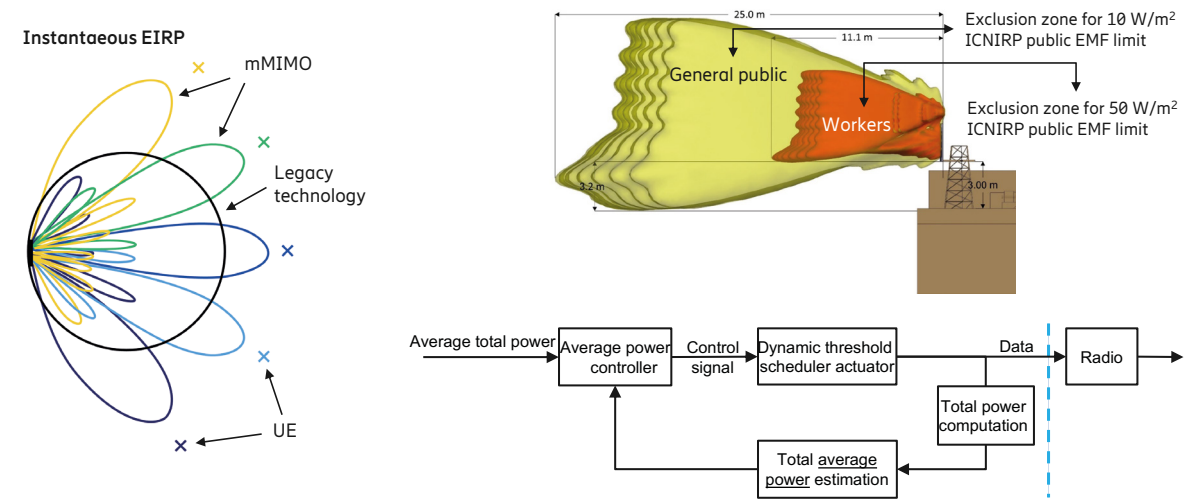 Instantaeous EIRP
mMIMO
Legacy
technology
UE
25.0 m
11.1 m
General public
Workers
3.2 m
3.00 m
Exclusion zone for 10 W/m²
ICNIRP public EMF limit
Exclusion zone for 50 W/m²
ICNIRP public EMF limit
Average total power
Average power
controller
Control
signal
Dynamic threshold
scheduler actuator
Data
Radio
Total power
computation
Total average
power estimation